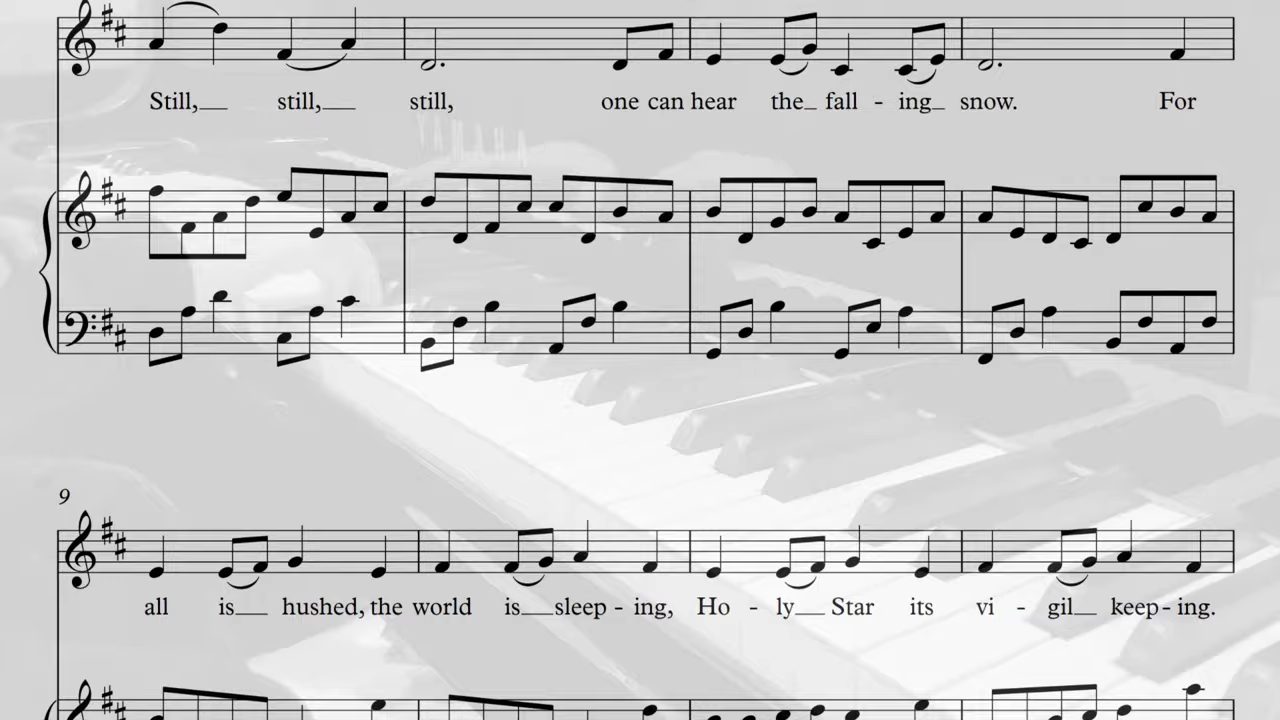 Still, still, still, one can hear the fall - ing snow. For
YAMAHA
9
all is hushed, the world is sleep - ing, Ho - ly Star its vi - gil keep - ing.